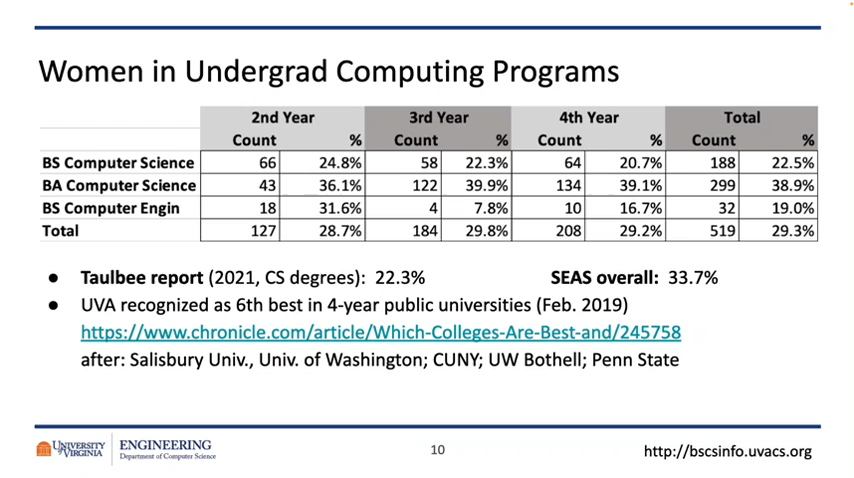 Women in Undergrad Computing Programs
2nd Year 3rd Year 4th Year Total
Count % Count % Count % Count %
BS Computer Science 66 24.8% 58 22.3% 64 20.7% 188 22.5%
BA Computer Science 43 36.1% 122 39.9% 134 39.1% 299 38.9%
BS Computer Engin 18 31.6% 4 7.8% 10 16.7% 32 19.0%
Total 127 28.7% 184 29.8% 208 29.2% 519 29.3%
● Taulbee report (2021, CS degrees): 22.3% SEAS overall: 33.7%
● UVA recognized as 6th best in 4-year public universities (Feb. 2019)
https://www.chronicle.com/article/Which-Colleges-Are-Best-and/245758
after: Salisbury Univ., Univ. of Washington; CUNY; UW Bothell; Penn State
UNIVERSITY of VIRGINIA
ENGINEERING
Department of Computer Science
10
http://bscsinfo.uvacs.org